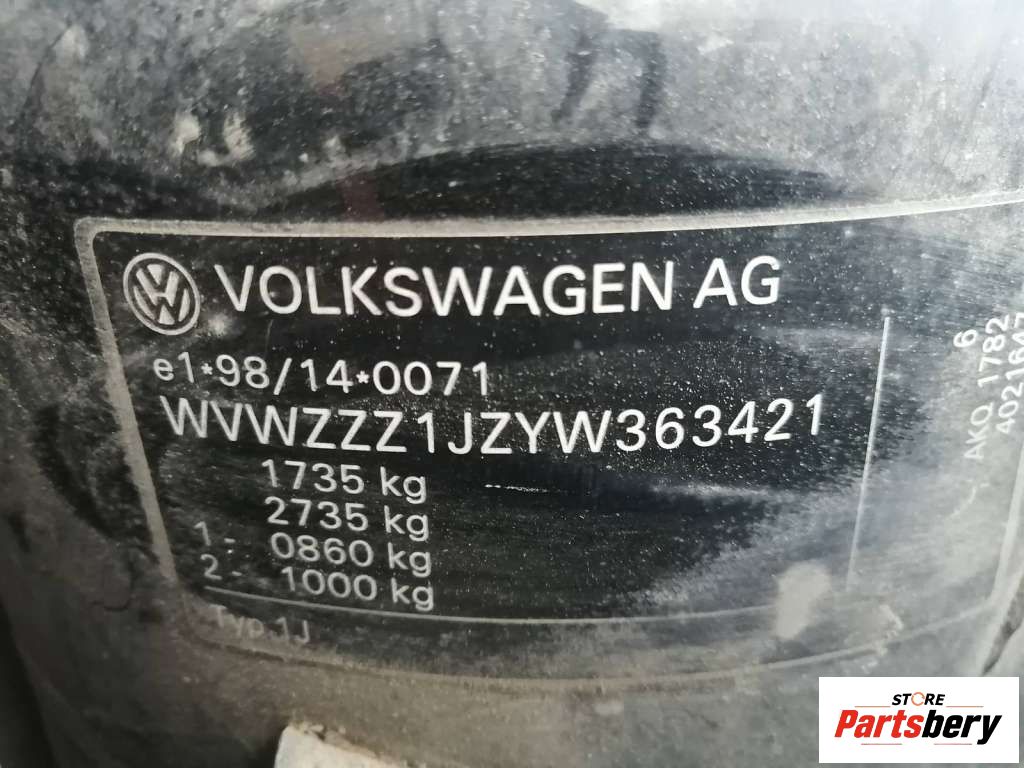 VOLKSWAGEN AG
e1*98/14*0071
WVWZZZ1JZYW363421
1735 kg
2735 kg
1- 0860 kg
2- 1000 kg
Typ 1J
6
AKQ 1782
4021647
STORE
Partsbery